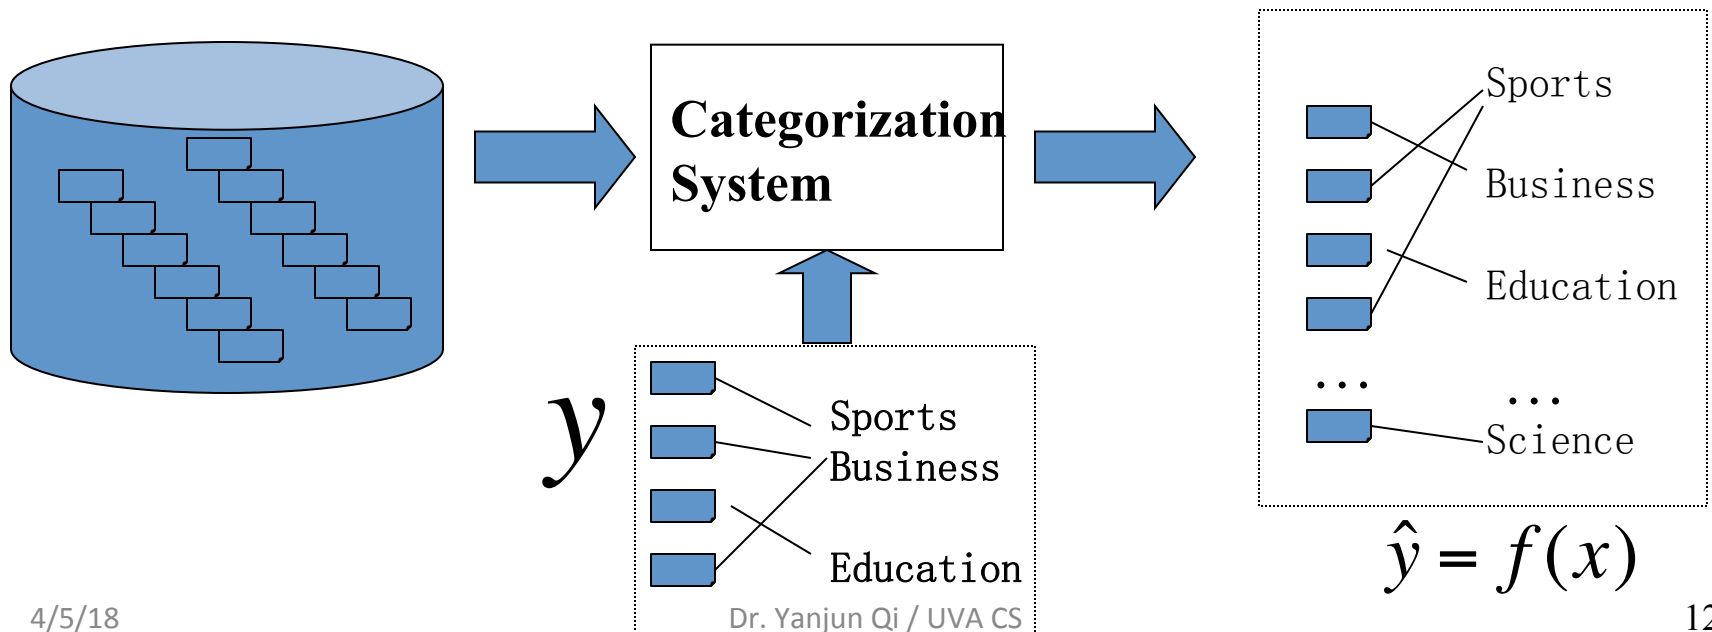 Categorization
System
Sports
Business
Education
...
...
Science
ŷ = f(x)
y
Sports
Business
Education
4/5/18
Dr. Yanjun Qi / UVA CS
12